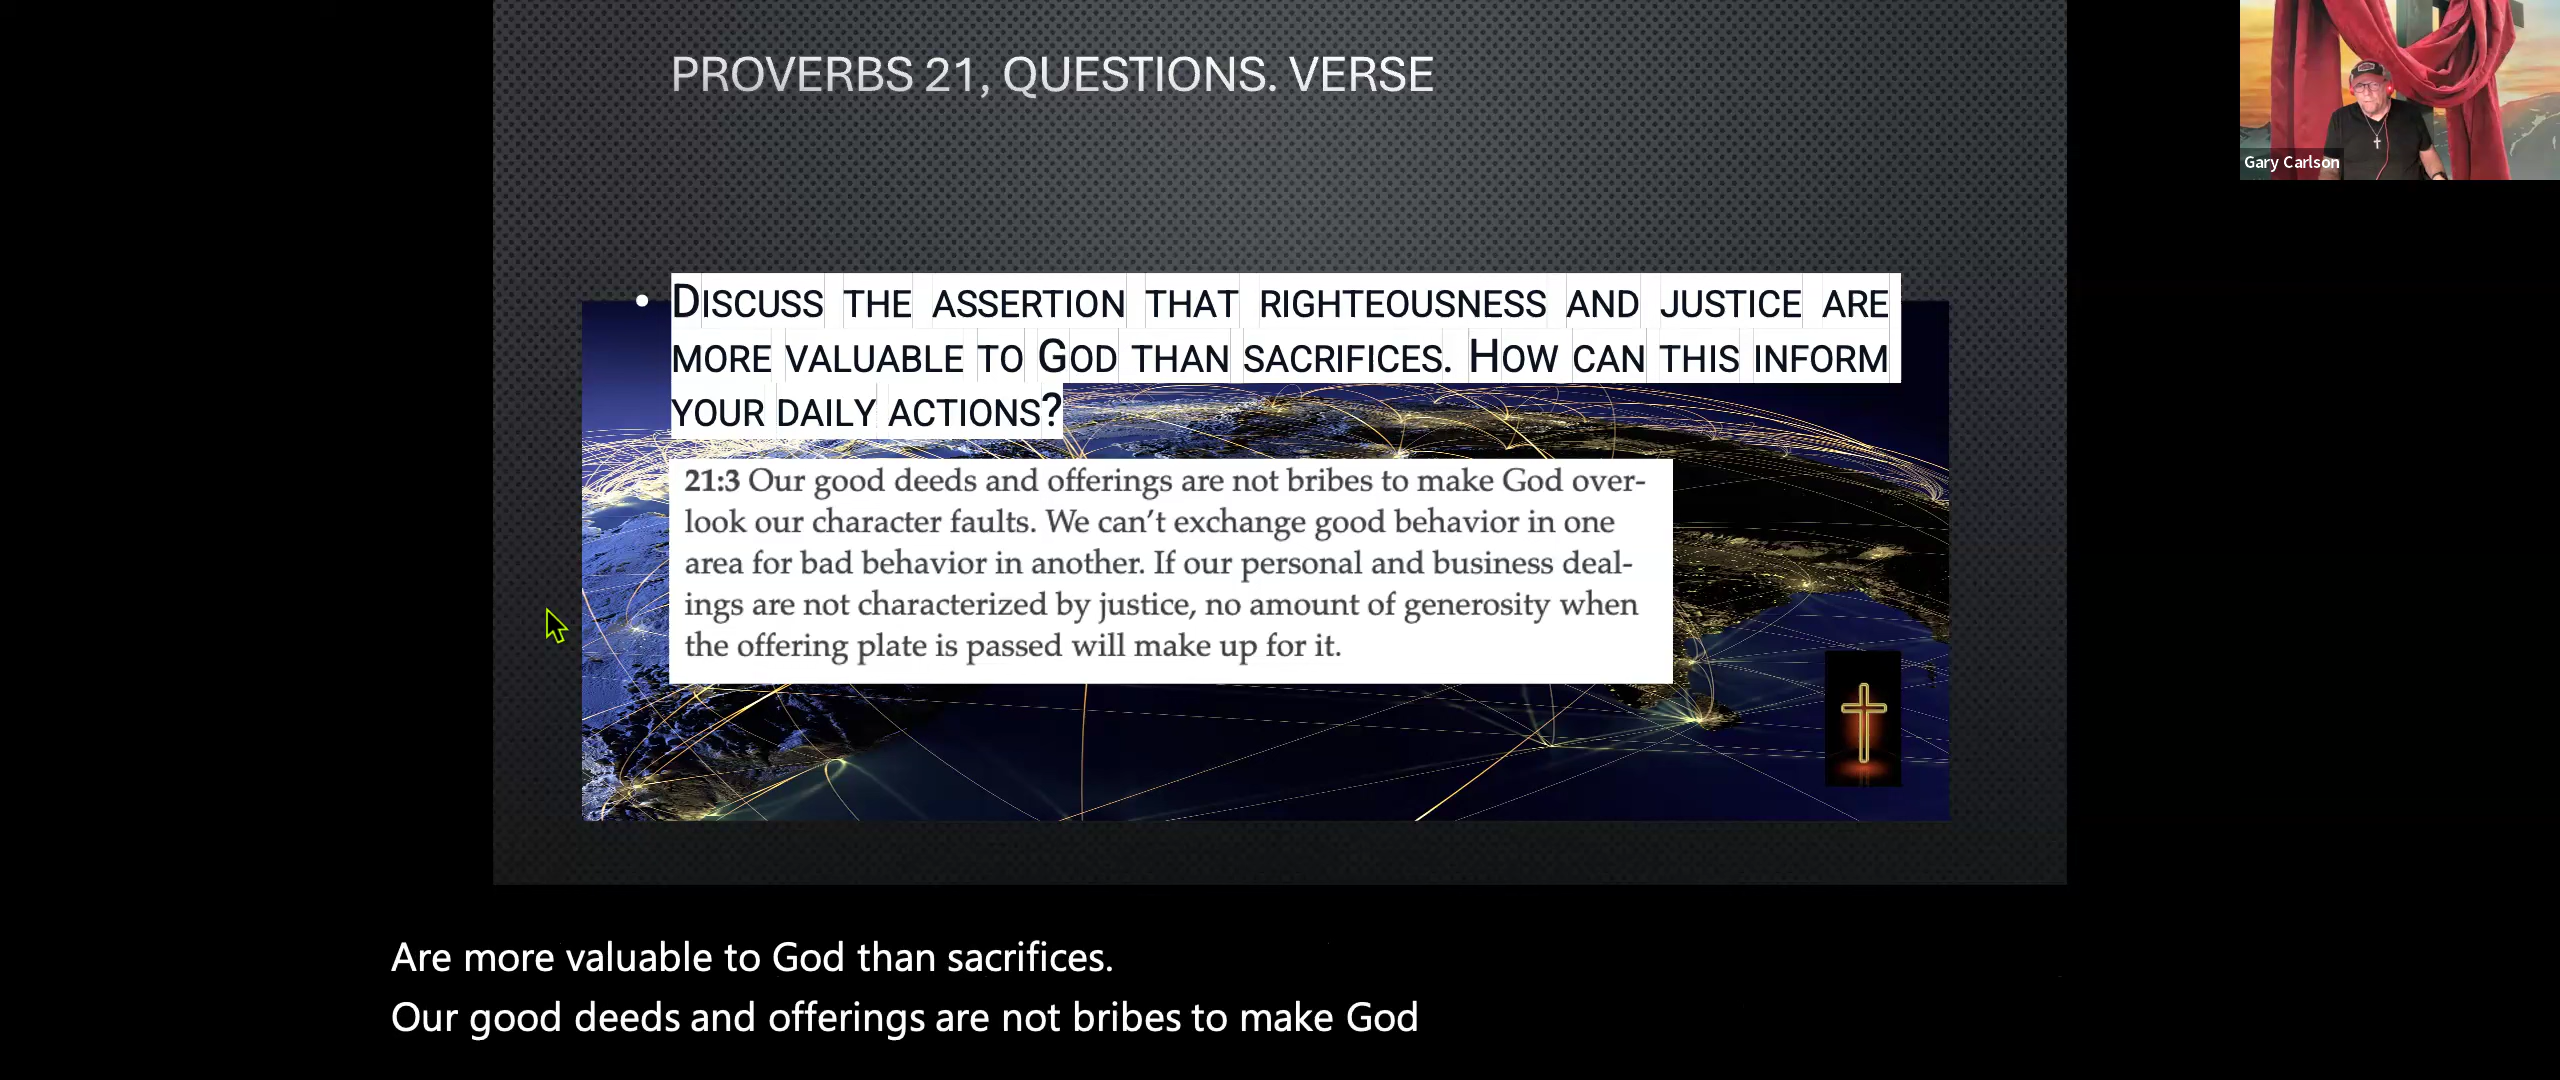 PROVERBS 21, QUESTIONS. VERSE
Gary Carlson
• DISCUSS THE ASSERTION THAT RIGHTEOUSNESS AND JUSTICE ARE
MORE VALUABLE TO GOD THAN SACRIFICES. HOW CAN THIS INFORM
YOUR DAILY ACTIONS?
21:3 Our good deeds and offerings are not bribes to make God over-
look our character faults. We can't exchange good behavior in one
area for bad behavior in another. If our personal and business deal-
ings are not characterized by justice, no amount of generosity when
the offering plate is passed will make up for it.
Are more valuable to God than sacrifices.
Our good deeds and offerings are not bribes to make God